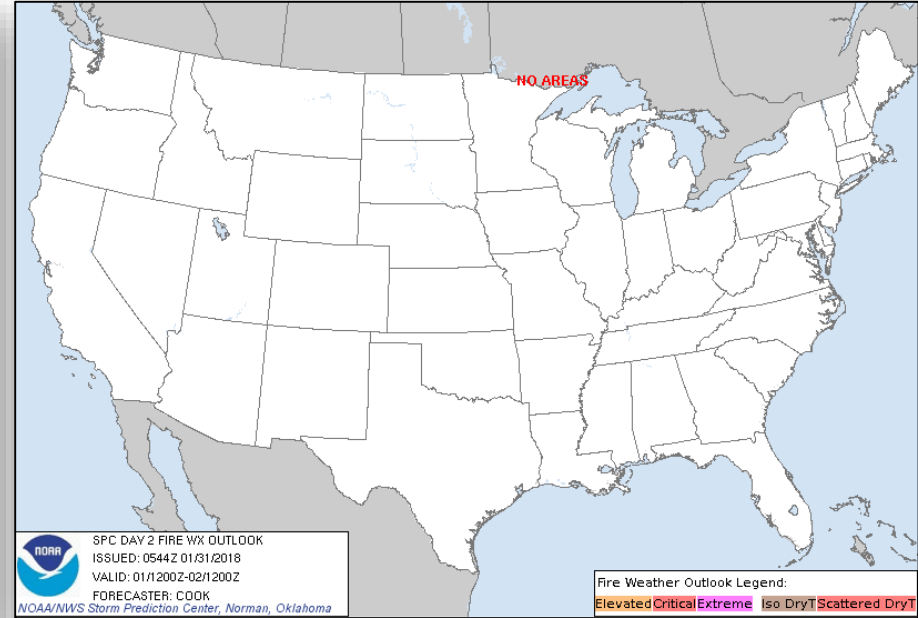 NO AREAS
NOAA
SPC DAY 2 FIRE WX OUTLOOK
ISSUED: 0544Z 01/31/2018
VALID: 01/1200Z-02/1200Z
FORECASTER: COOK
NOAA/NWS Storm Prediction Center, Norman, Oklahoma
Fire Weather Outlook Legend:
Elevated Critical Extreme Iso DryT Scattered DryT